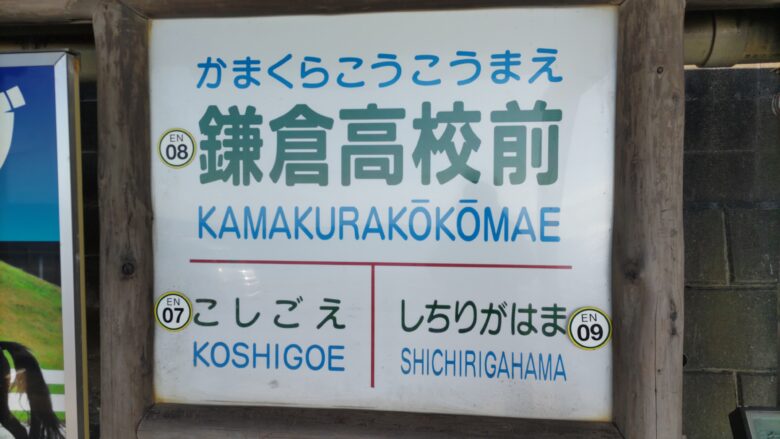 かまくらこうこうまえ
EN
08
鎌倉高校前
KAMAKURAKŌKŌMAE
EN
07
こしごえ
KOSHIGOE
しちりがはま
SHICHIRIGAHAMA
EN
09